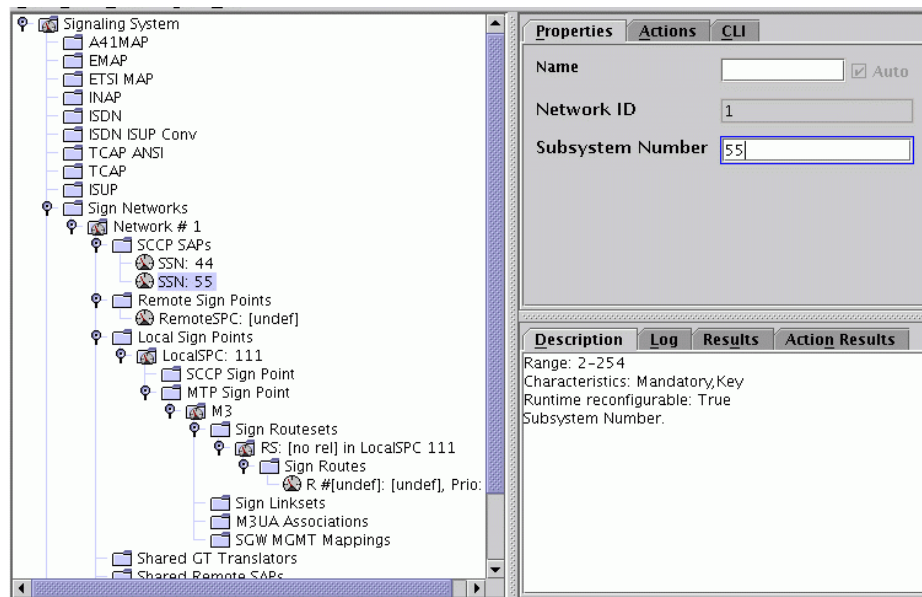 Signaling System
A41MAP
EMAP
ETSI MAP
INAP
ISDN
ISDN ISUP Conv
TCAP ANSI
TCAP
ISUP
Sign Networks
Network # 1
SCCP SAPs
SSN: 44
SSN: 55
Remote Sign Points
RemoteSPC: [undef]
Local Sign Points
LocalSPC: 111
SCCP Sign Point
MTP Sign Point
M3
Sign Routesets
RS: [no rel] in LocalSPC 111
Sign Routes
R #[undef]: [undef], Prio:
Sign Linksets
M3UA Associations
SGW MGMT Mappings
Shared GT Translators
Shared Remote SAPs
Properties Actions CLI
Name Auto
Network ID 1
Subsystem Number 55
Description Log Results Action Results
Range: 2-254
Characteristics: Mandatory,Key
Runtime reconfigurable: True
Subsystem Number.